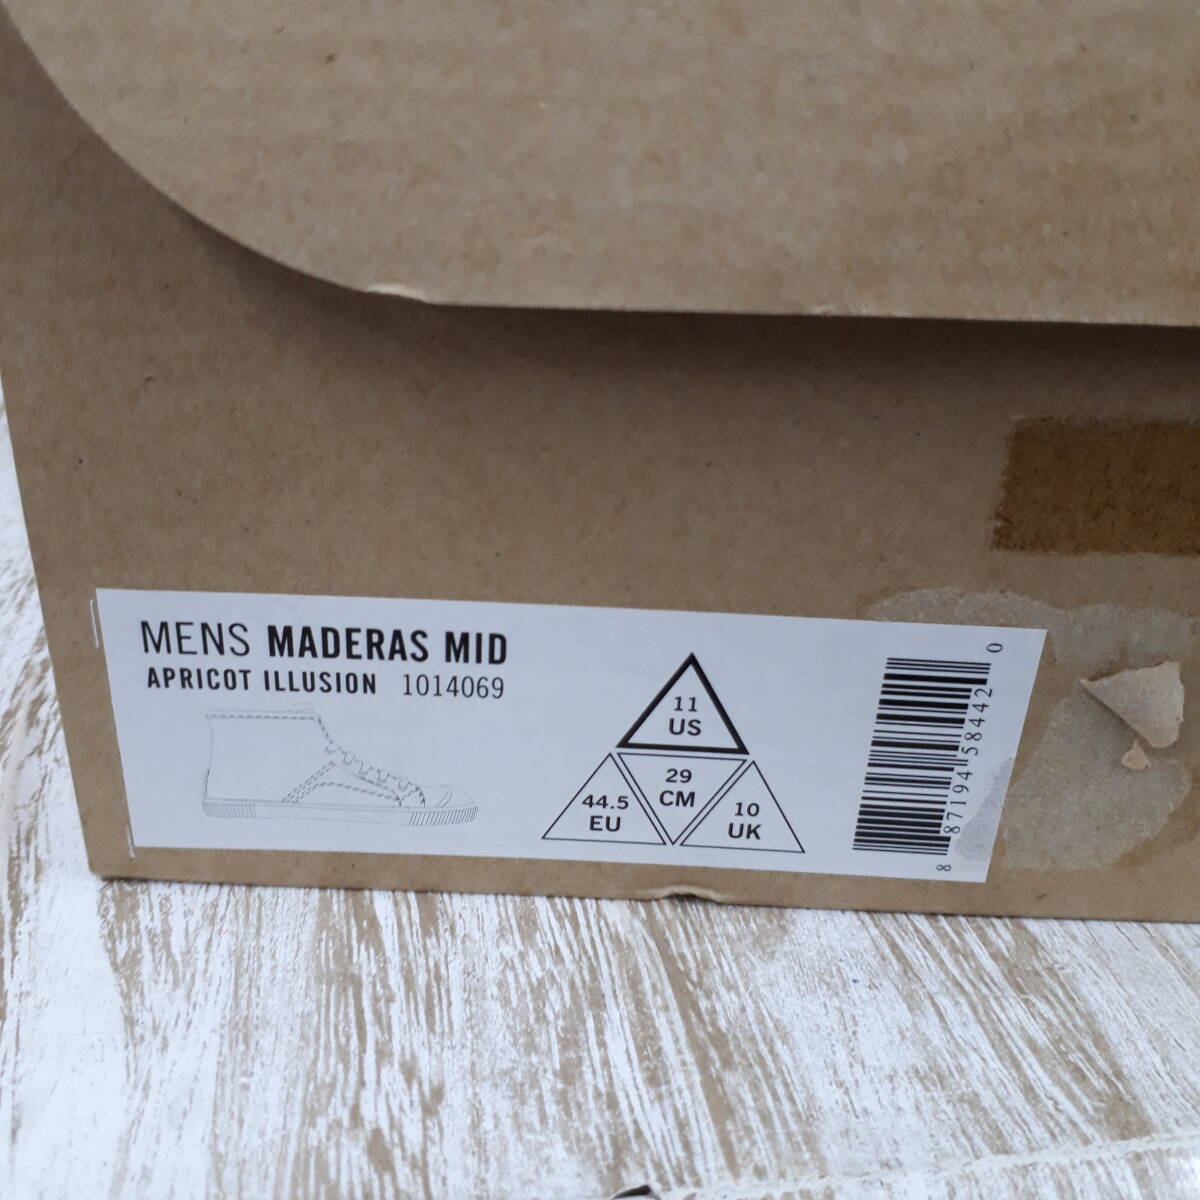 MENS MADERAS MID
APRICOT ILLUSION 1014069
11
US
44.5
EU
29
CM
10
UK
8 87194 58442 0